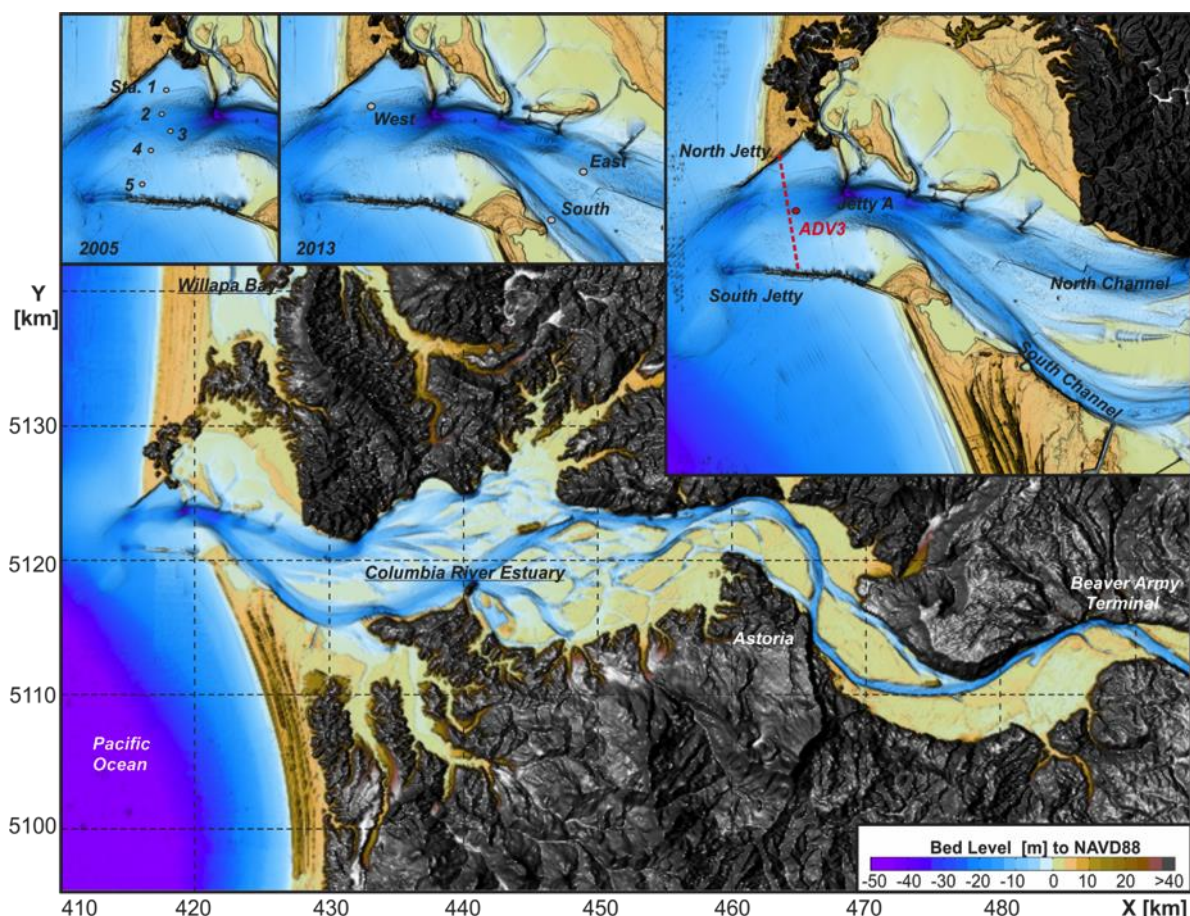 Sta. 1
2
3
4
5
2005
West
East
South
2013
North Jetty
Jetty A
ADV3
South Jetty
North Channel
South Channel
Y
[km]
Willapa Bay
5130
5120
5110
5100
Columbia River Estuary
Astoria
Beaver Army
Terminal
Pacific
Ocean
Bed Level [m] to NAVD88
-50 -40 -30 -20 -10 0 10 20 >40
410 420 430 440 450 460 470 480 X [km]